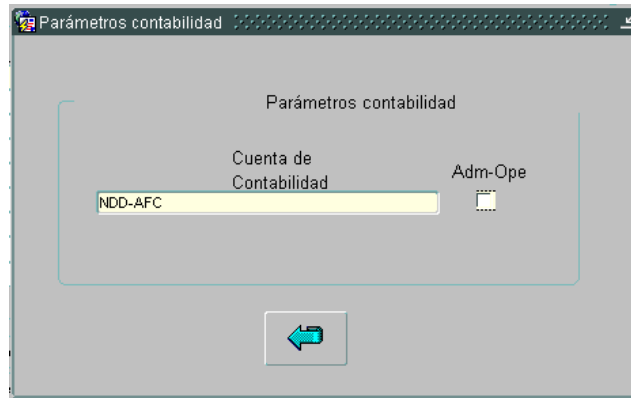 Parámetros contabilidad
Parámetros contabilidad
Cuenta de
Contabilidad
Adm-Ope
NDD-AFC